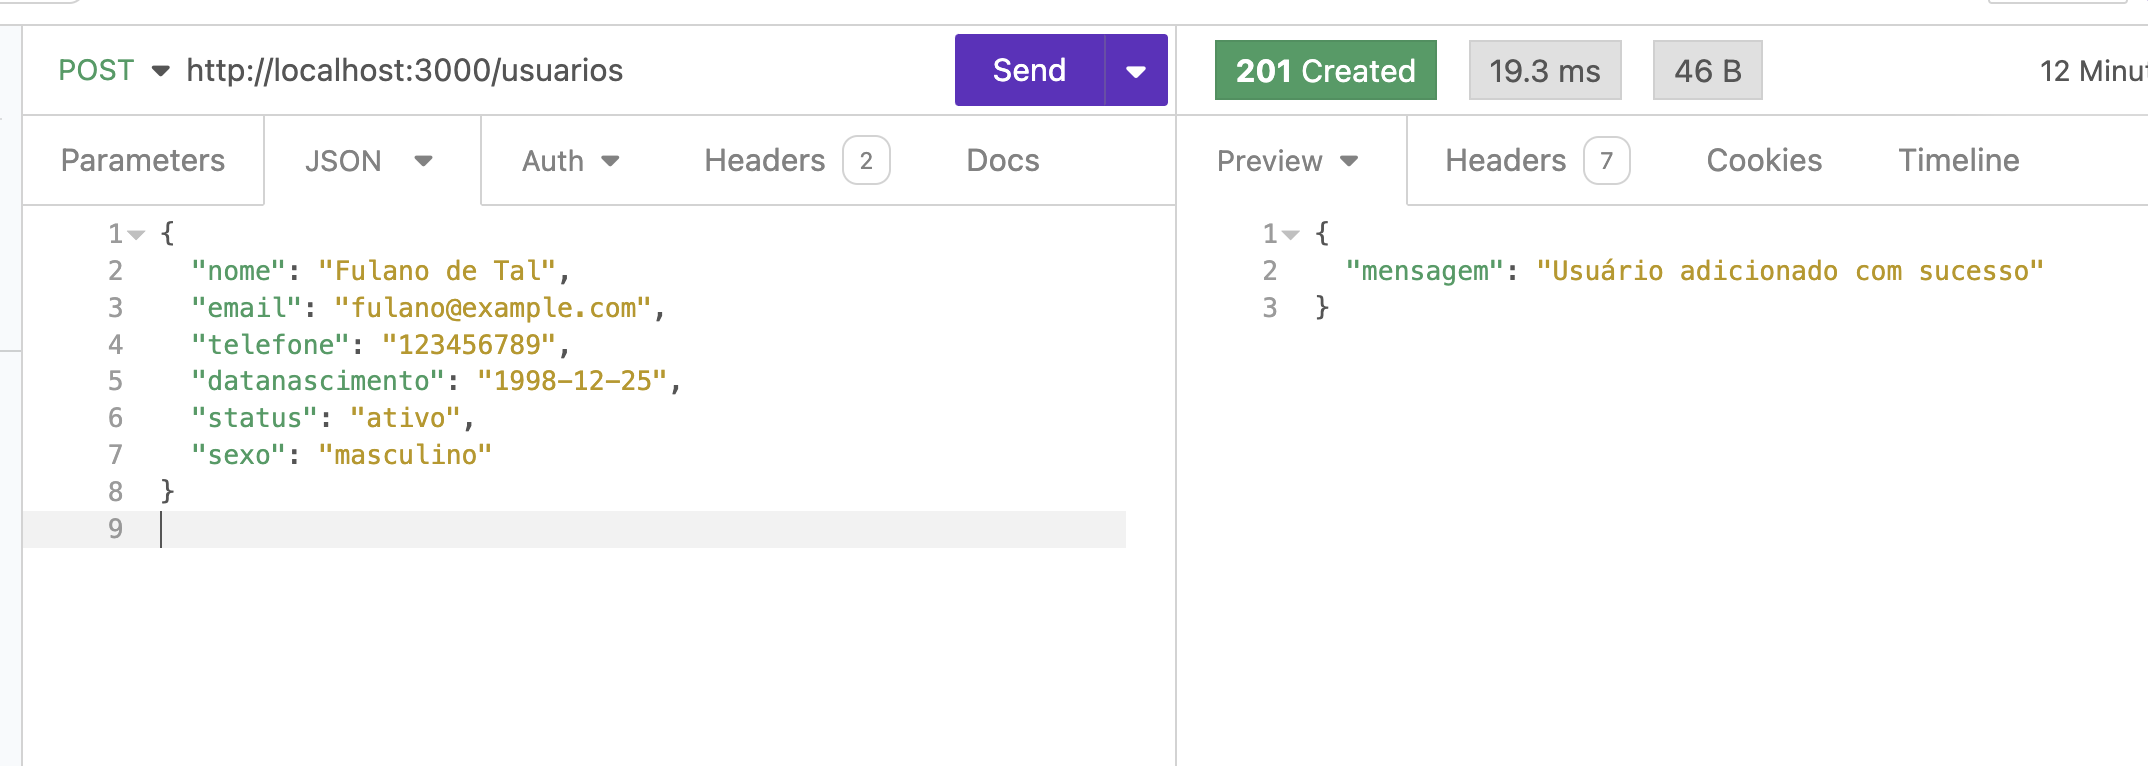 POST http://localhost:3000/usuarios Send
201 Created 19.3 ms 46 B 12
Parameters JSON Auth Headers 2 Docs
Preview Headers 7 Cookies Timeline
1 {
2 "nome": "Fulano de Tal",
3 "email": "fulano@example.com",
4 "telefone": "123456789",
5 "datanascimento": "1998-12-25",
6 "status": "ativo",
7 "sexo": "masculino"
8 }
9
1 {
2 "mensagem": "Usuário adicionado com sucesso"
3 }